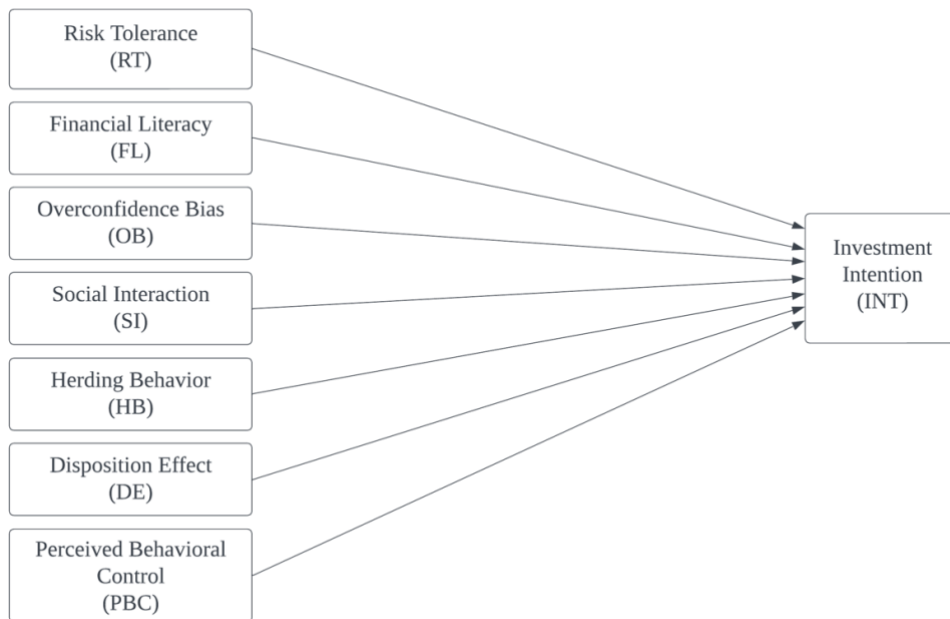 Risk Tolerance
(RT)
Financial Literacy
(FL)
Overconfidence Bias
(OB)
Social Interaction
(SI)
Herding Behavior
(HB)
Disposition Effect
(DE)
Perceived Behavioral
Control
(PBC)
Investment
Intention
(INT)